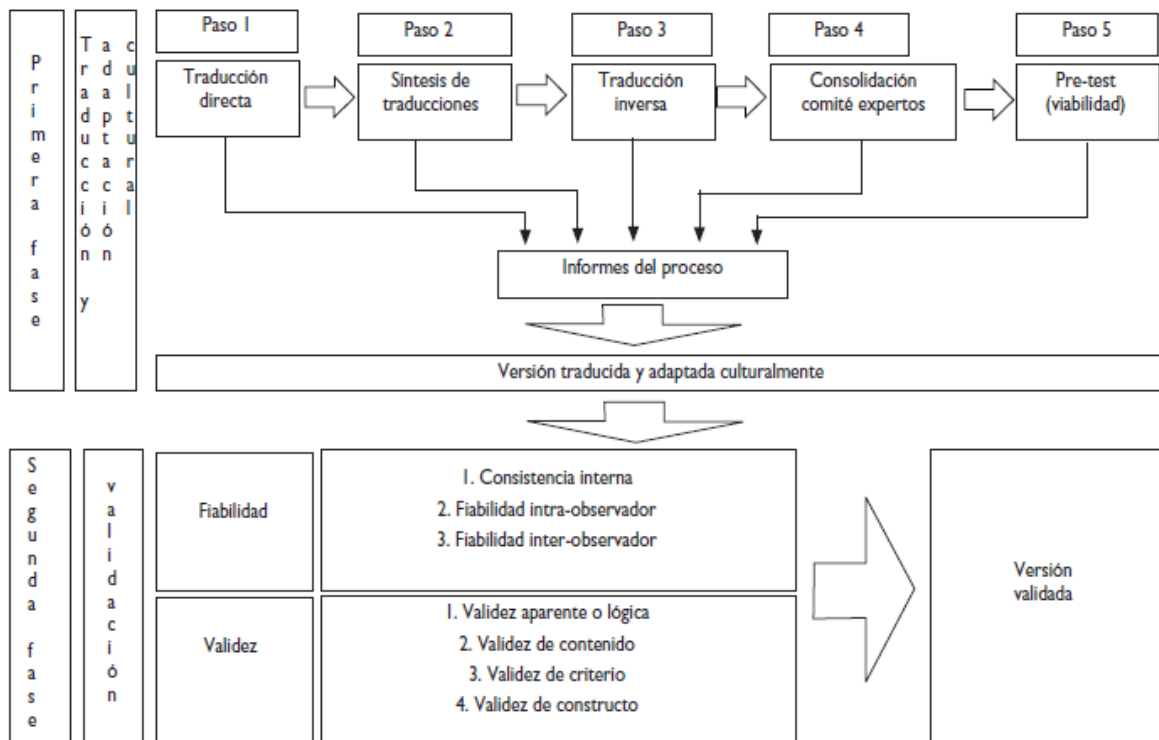 Primera fase
Traducción y
adaptación
cultural
Paso 1
Traducción
directa
Paso 2
Síntesis de
traducciones
Paso 3
Traducción
inversa
Paso 4
Consolidación
comité expertos
Paso 5
Pre-test
(viabilidad)
Informes del proceso
Versión traducida y adaptada culturalmente
Segunda fase
validación
Fiabilidad
1. Consistencia interna
2. Fiabilidad intra-observador
3. Fiabilidad inter-observador
Validez
1. Validez aparente o lógica
2. Validez de contenido
3. Validez de criterio
4. Validez de constructo
Versión
validada